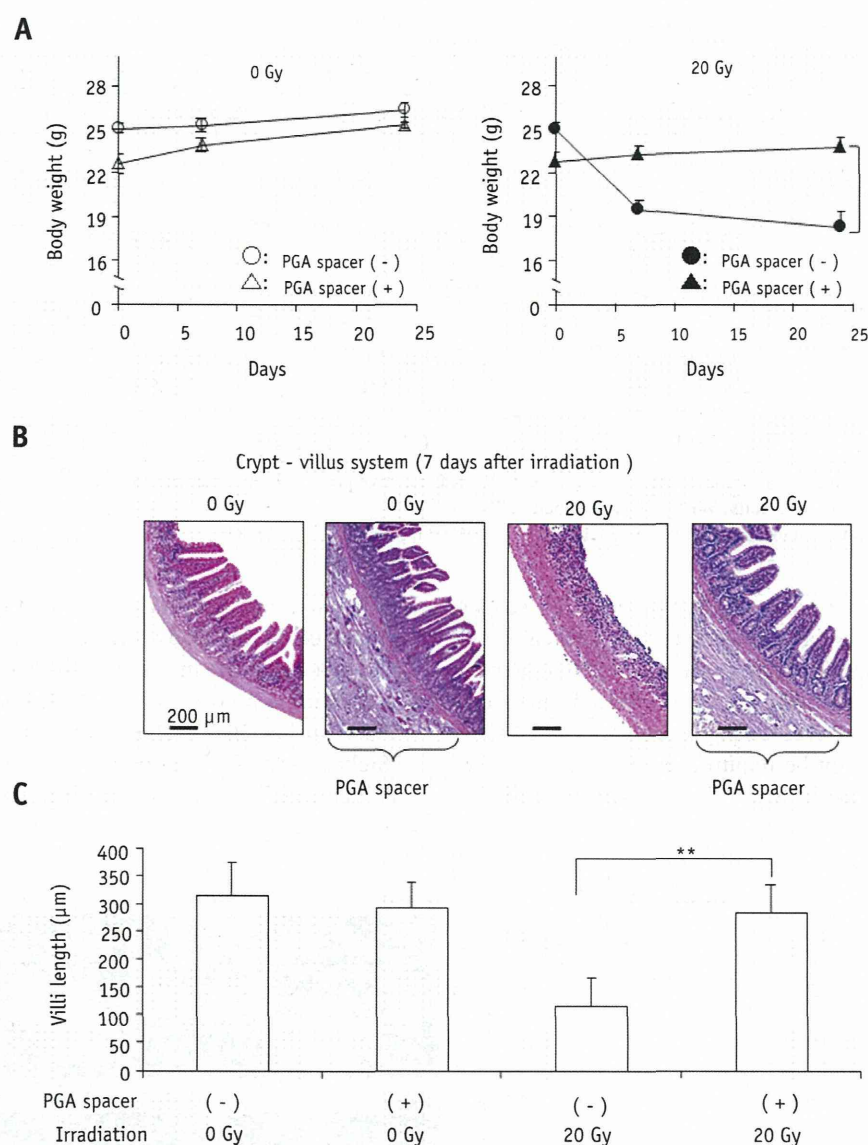 A
0 Gy
28
25
22
19
16
0
Body weight (g)
○: PGA spacer ( - )
△: PGA spacer ( + )
0 5 10 15 20 25
Days
20 Gy
28
25
22
19
16
0
Body weight (g)
●: PGA spacer ( - )
▲: PGA spacer ( + )
0 5 10 15 20 25
Days
B
Crypt - villus system (7 days after irradiation )
0 Gy 0 Gy 20 Gy 20 Gy
200 µm
PGA spacer PGA spacer
C
400
350
300
250
150
100
50
0
Villi length (µm)
**
PGA spacer ( - ) ( + ) ( - ) ( + )
Irradiation 0 Gy 0 Gy 20 Gy 20 Gy